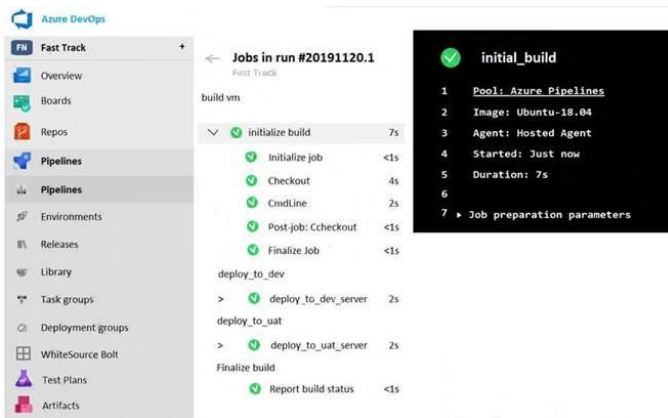 Azure DevOps
FN Fast Track +
Overview
Boards
Repos
Pipelines
Pipelines
Environments
Releases
Library
Task groups
Deployment groups
WhiteSource Bolt
Test Plans
Artifacts
Jobs in run #20191120.1
Fast Track
build vm
initialize build 7s
Initialize job <1s
Checkout 4s
CmdLine 2s
Post-job: Ccheckout <1s
Finalize Job <1s
deploy_to_dev
> deploy_to_dev_server 2s
deploy_to_uat
> deploy_to_uat_server 2s
Finalize build
Report build status <1s
initial_build
1 Pool: Azure Pipelines
2 Image: Ubuntu-18.04
3 Agent: Hosted Agent
4 Started: Just now
5 Duration: 7s
6
7 ▸ Job preparation parameters